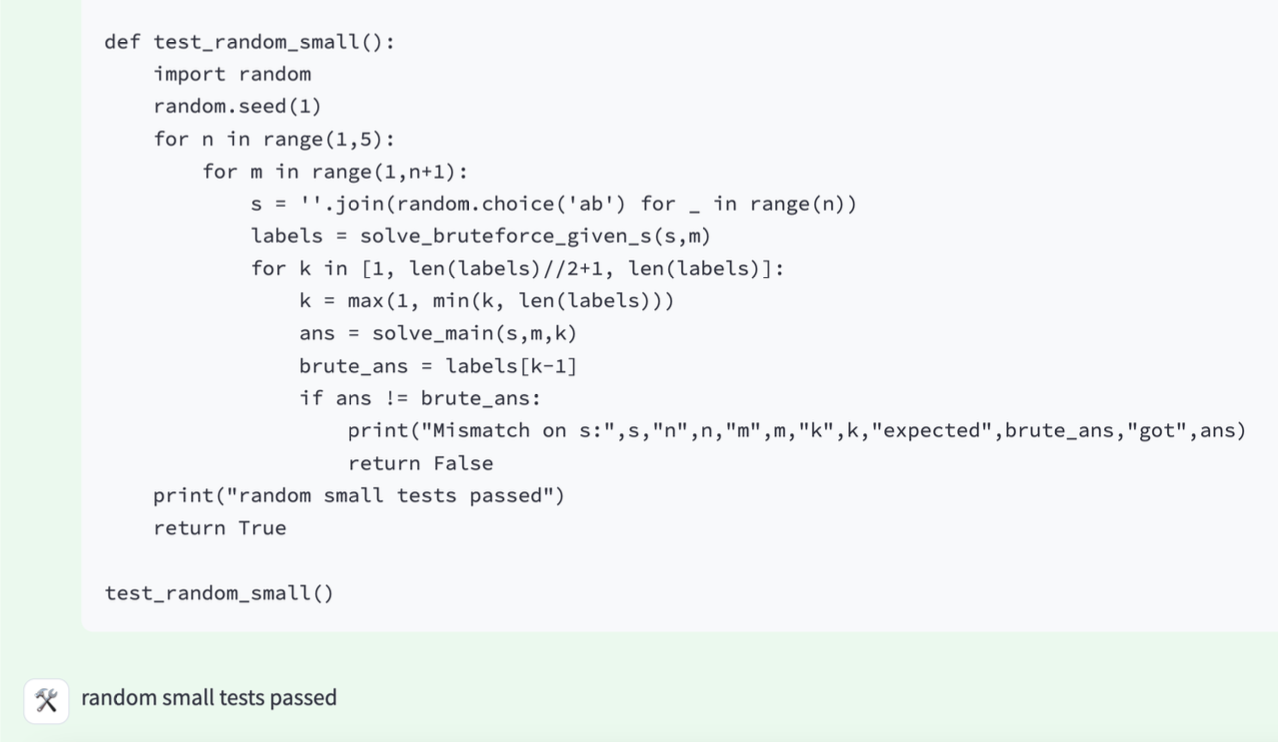 def test_random_small():
    import random
    random.seed(1)
    for n in range(1,5):
        for m in range(1,n+1):
            s = ''.join(random.choice('ab') for _ in range(n))
            labels = solve_bruteforce_given_s(s,m)
            for k in [1, len(labels)//2+1, len(labels)]:
                k = max(1, min(k, len(labels)))
                ans = solve_main(s,m,k)
                brute_ans = labels[k-1]
                if ans != brute_ans:
                    print("Mismatch on s:",s,"n",n,"m",m,"k",k,"expected",brute_ans,"got",ans)
                    return False
    print("random small tests passed")
    return True
test_random_small()
random small tests passed